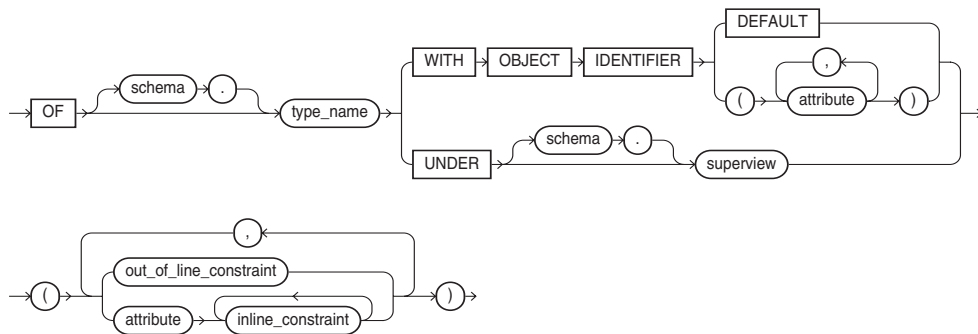 DEFAULT
WITH OBJECT IDENTIFIER
,
schema .
( attribute )
OF type_name
schema .
UNDER superview
,
out_of_line_constraint
( )
attribute inline_constraint